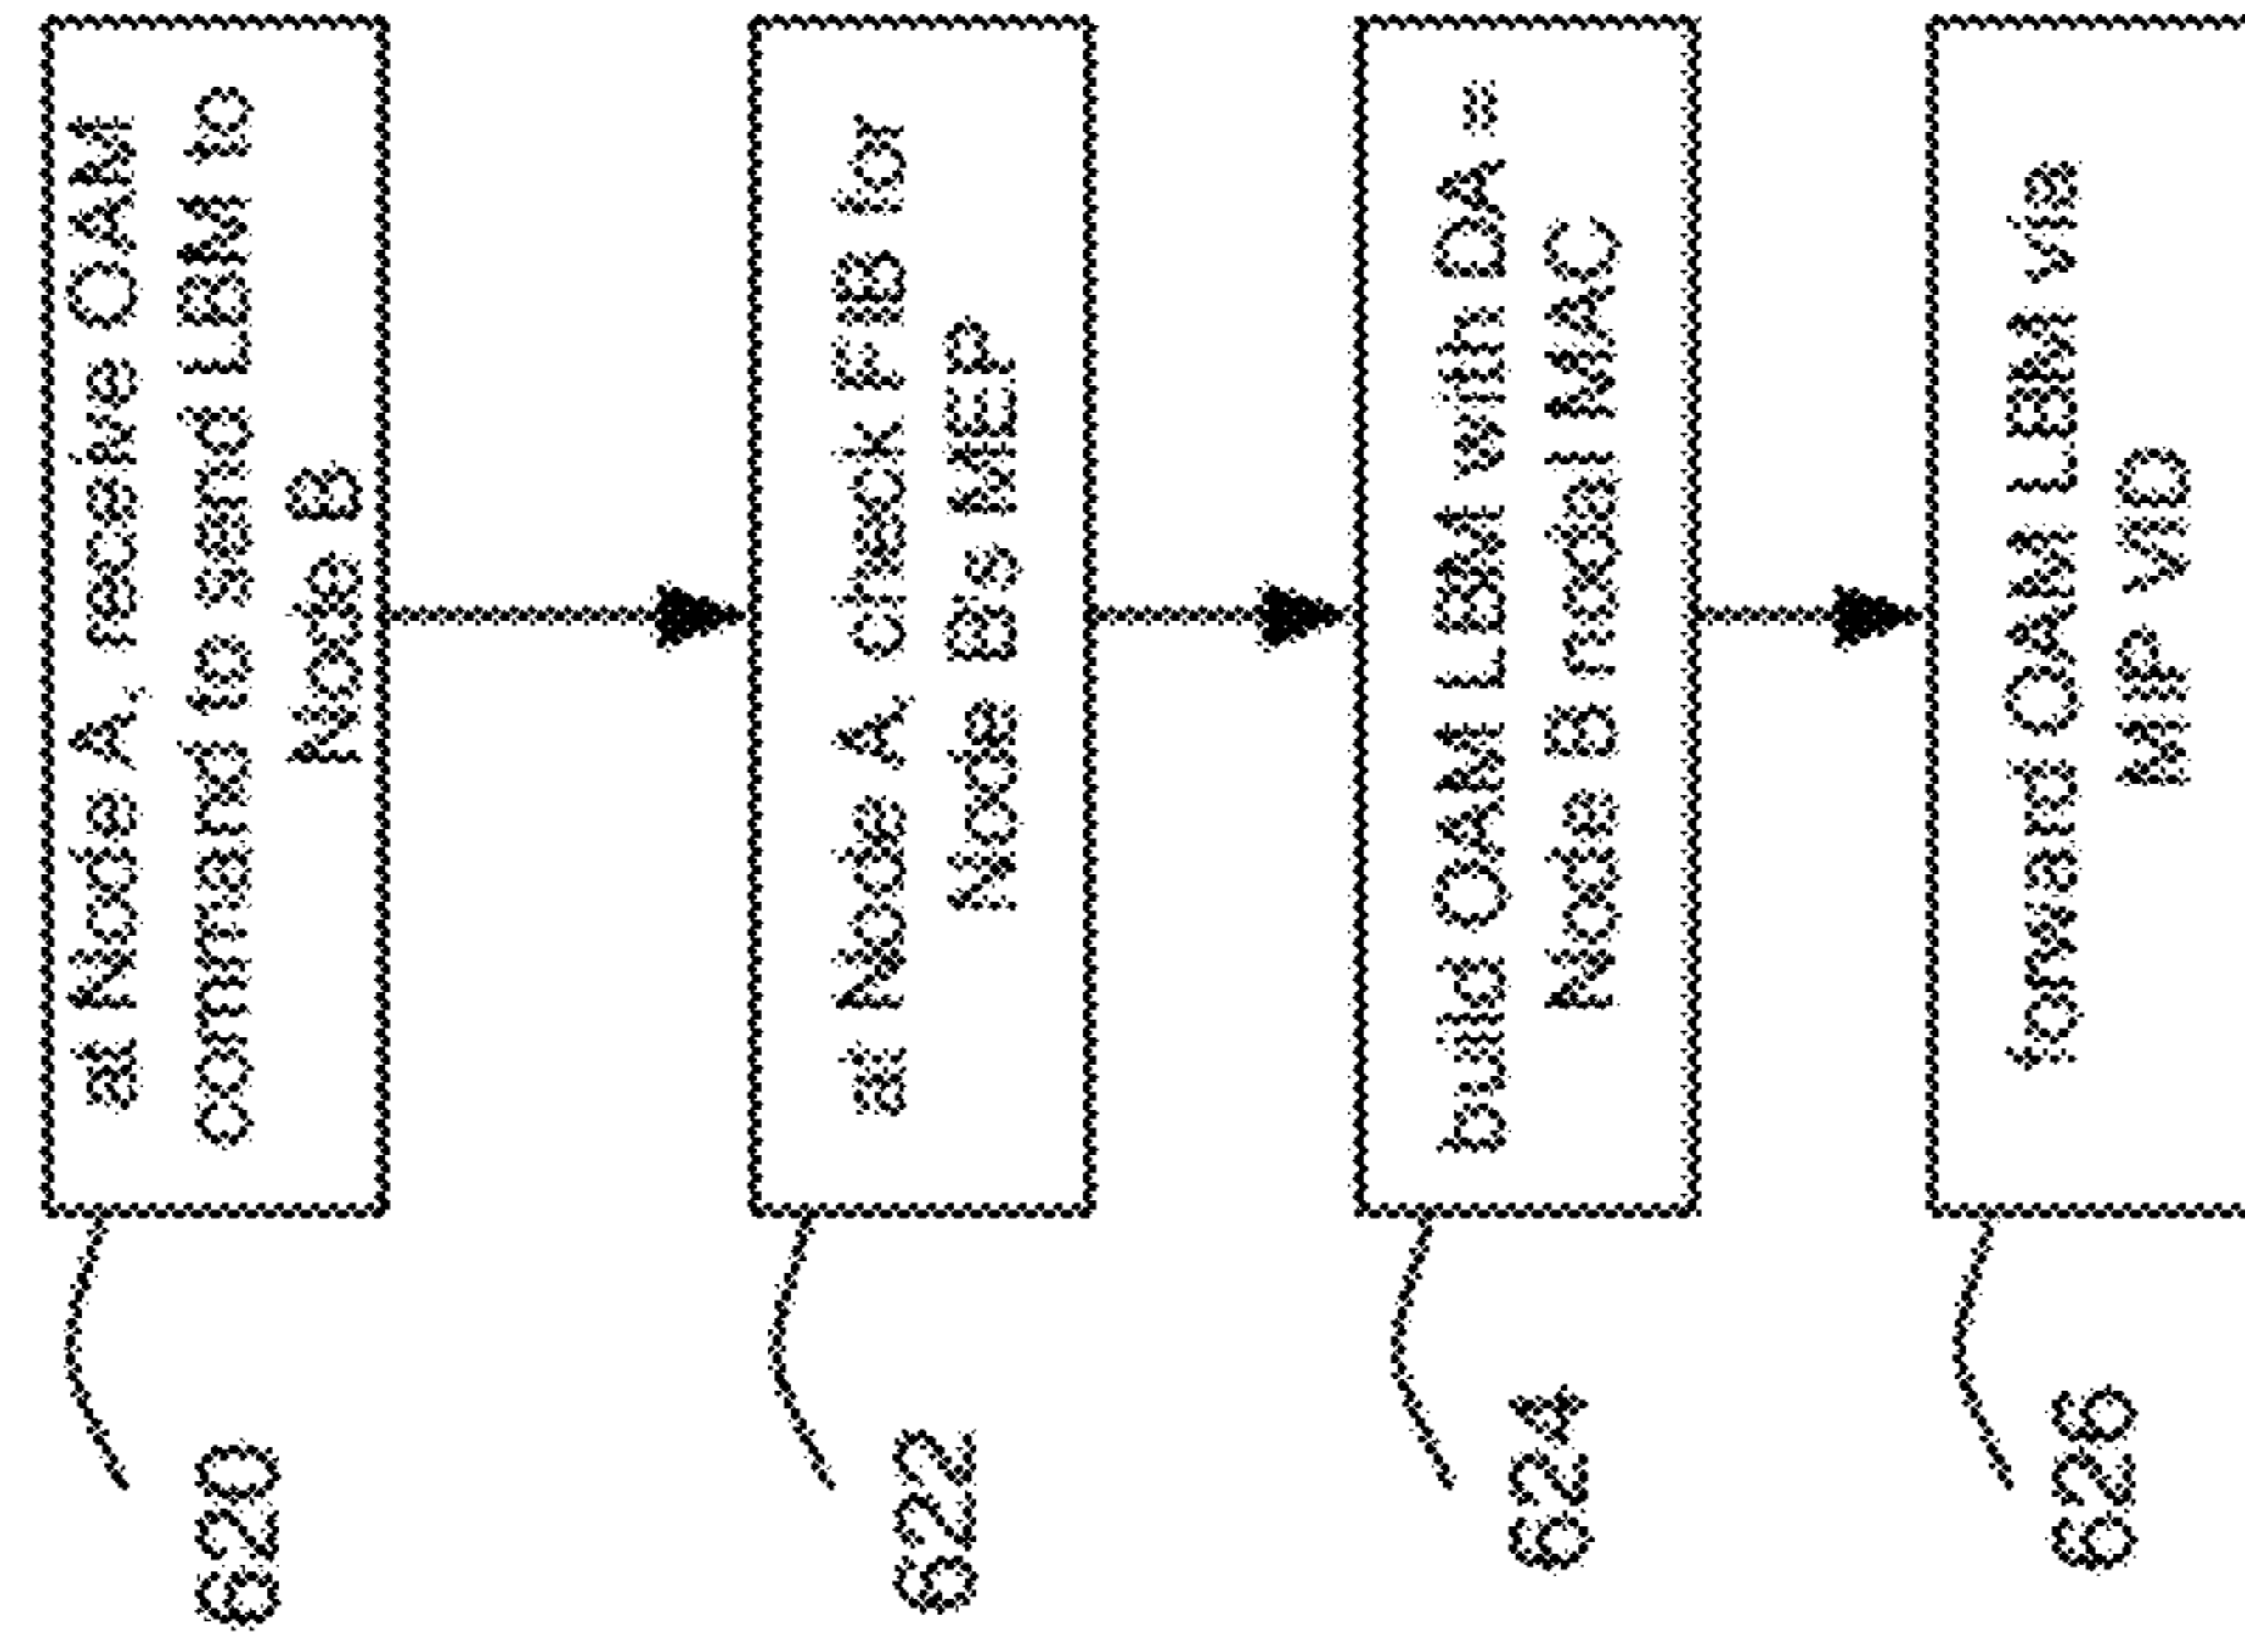 at Node A, receive OAM
command to send LBM to
Node B
620
at Node A, check FIB for
Node B's MEP
622
build OAM LBM with DA =
Node B nodal MAC
624
forward OAM LBM via
MIP VID
626